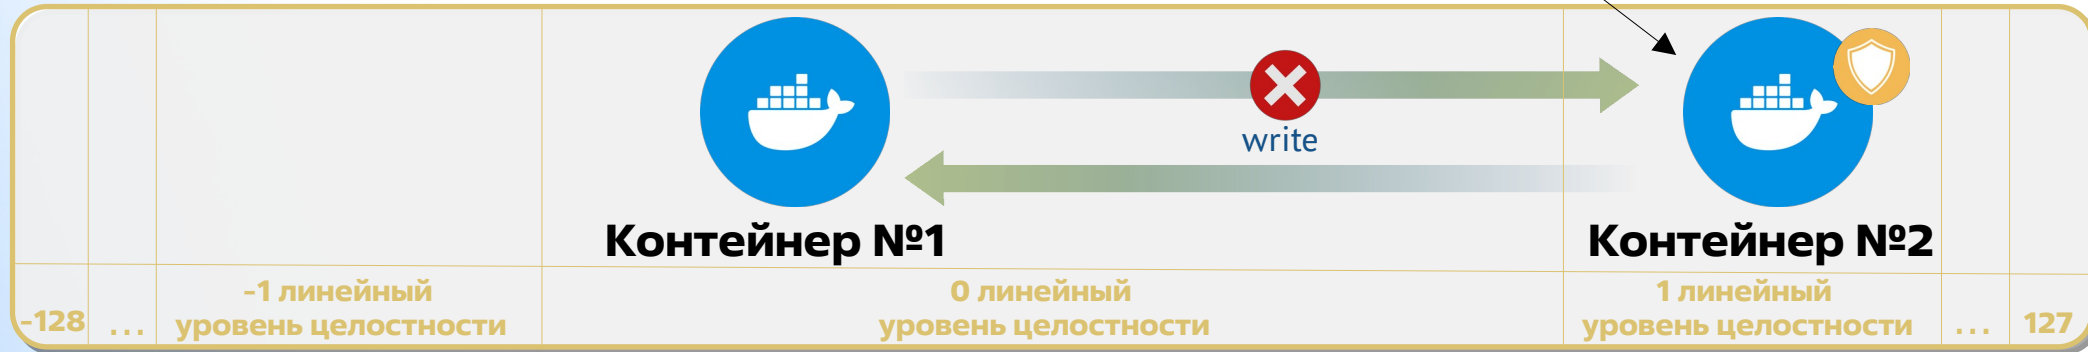 write
Контейнер №1
Контейнер №2
-128
...
-1 линейный
уровень целостности
0 линейный
уровень целостности
1 линейный
уровень целостности
...
127